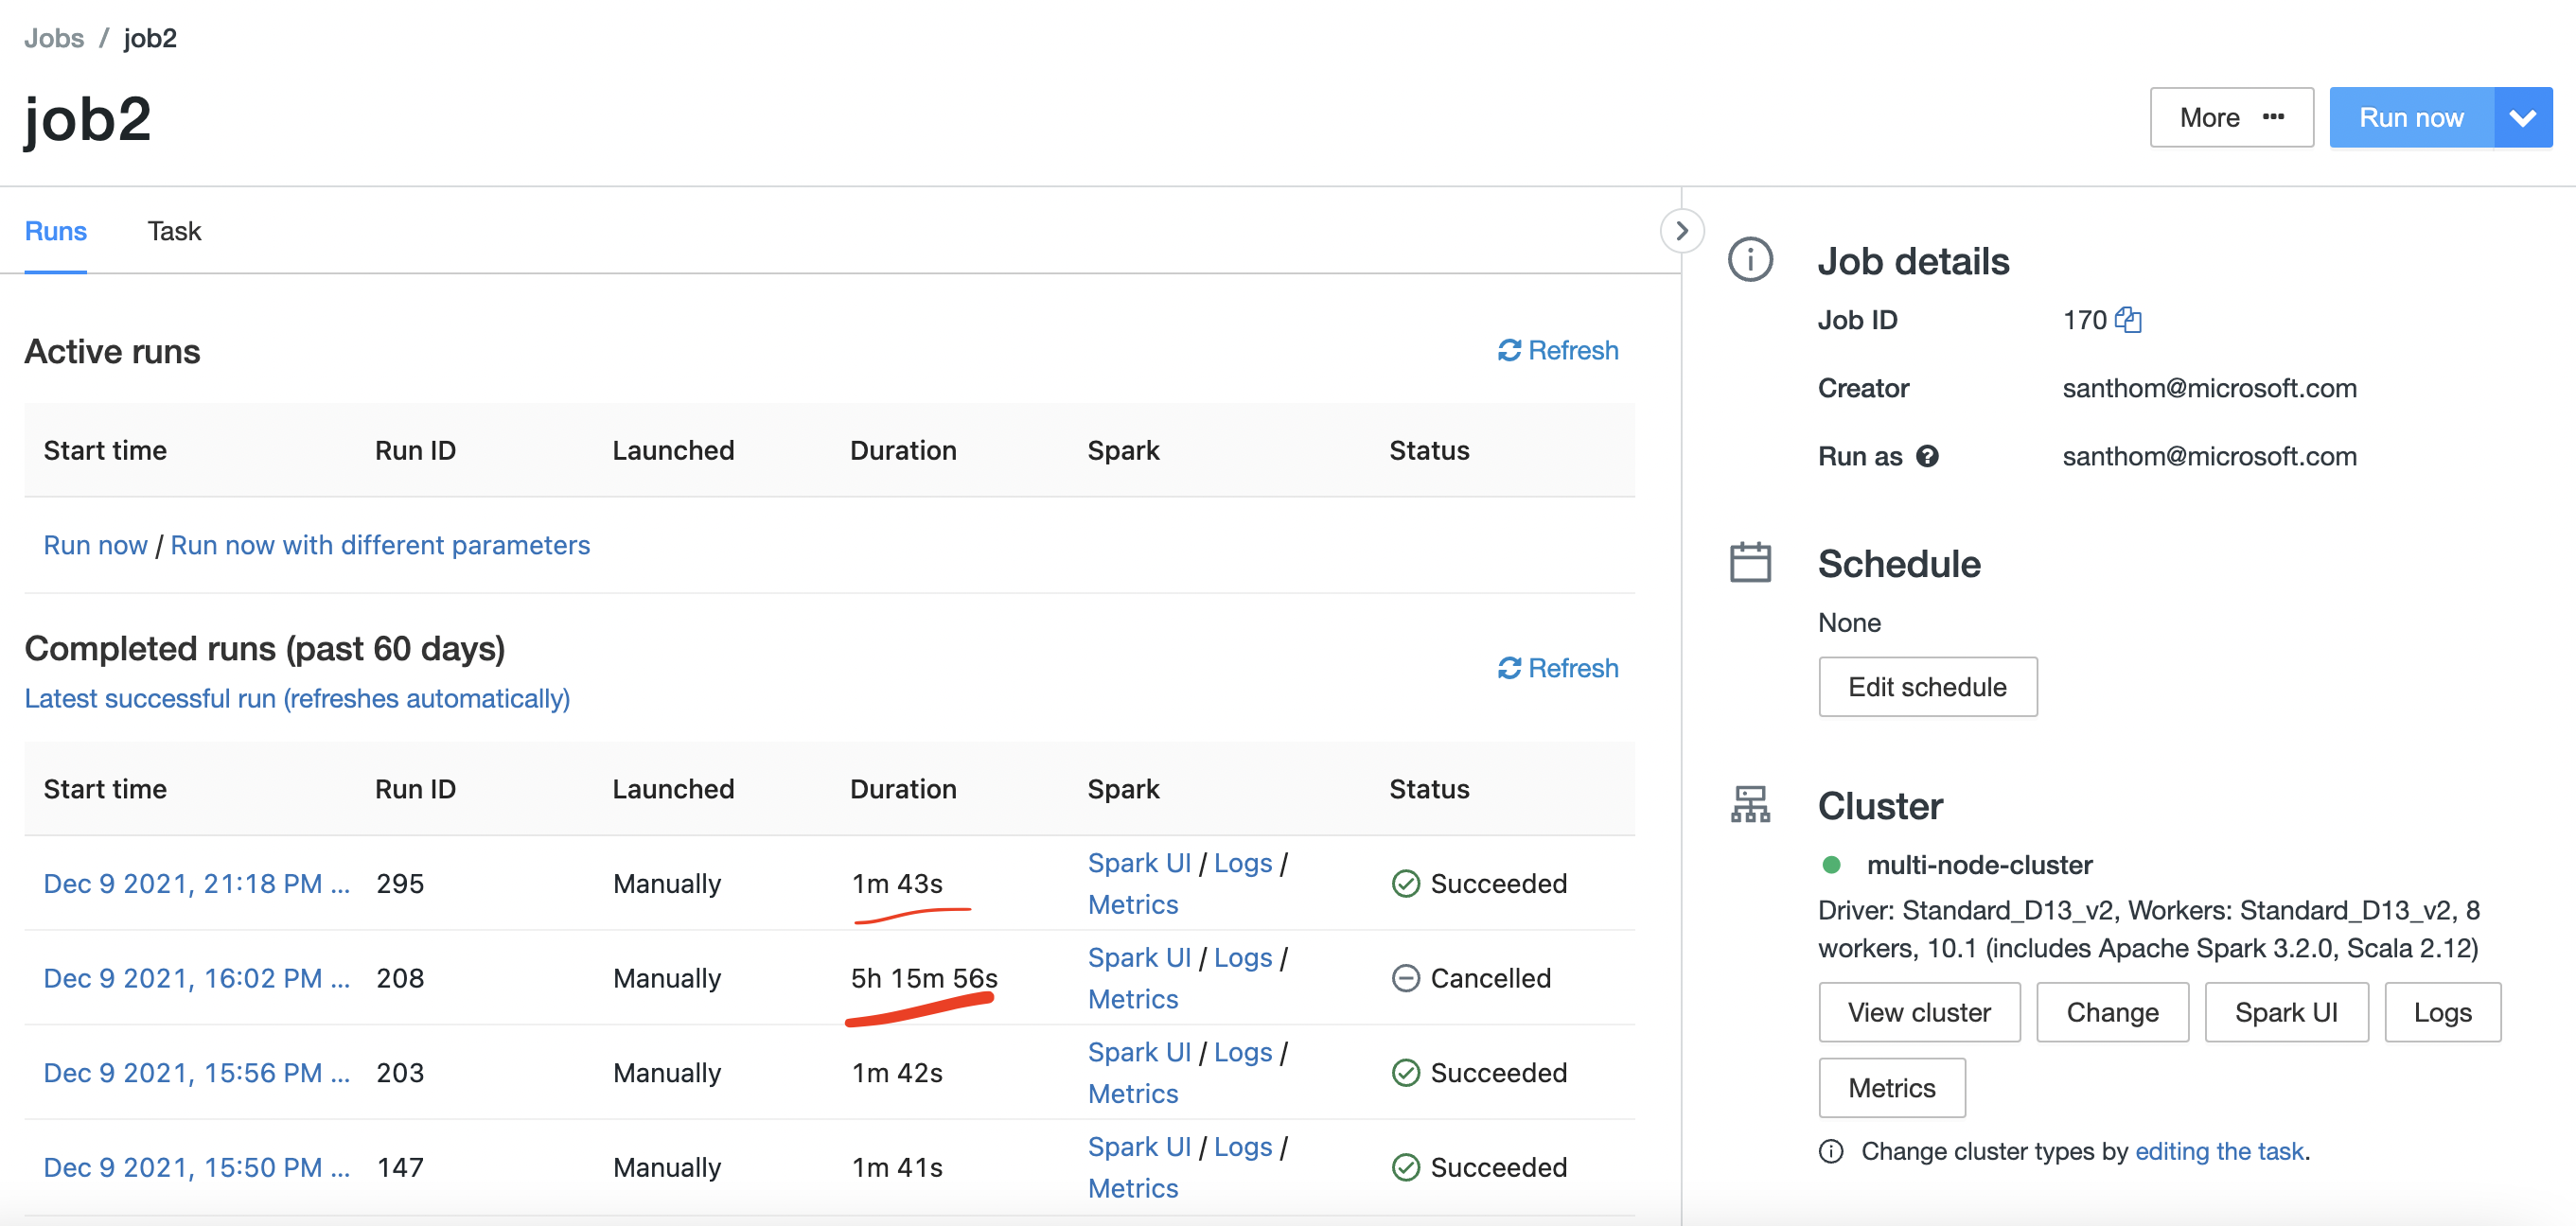 Jobs / job2
job2
More ···
Run now
Runs
Task
Active runs
Refresh
Start time Run ID Launched Duration Spark Status
Run now / Run now with different parameters
Completed runs (past 60 days)
Latest successful run (refreshes automatically)
Refresh
Start time Run ID Launched Duration Spark Status
Dec 9 2021, 21:18 PM ... 295 Manually 1m 43s Spark UI / Logs / Succeeded
Metrics
Dec 9 2021, 16:02 PM ... 208 Manually 5h 15m 56s Spark UI / Logs / Cancelled
Metrics
Dec 9 2021, 15:56 PM ... 203 Manually 1m 42s Spark UI / Logs / Succeeded
Metrics
Dec 9 2021, 15:50 PM ... 147 Manually 1m 41s Spark UI / Logs / Succeeded
Metrics
Job details
Job ID 170
Creator santhom@microsoft.com
Run as ? santhom@microsoft.com
Schedule
None
Edit schedule
Cluster
multi-node-cluster
Driver: Standard_D13_v2, Workers: Standard_D13_v2, 8
workers, 10.1 (includes Apache Spark 3.2.0, Scala 2.12)
View cluster Change Spark UI Logs
Metrics
Change cluster types by editing the task.